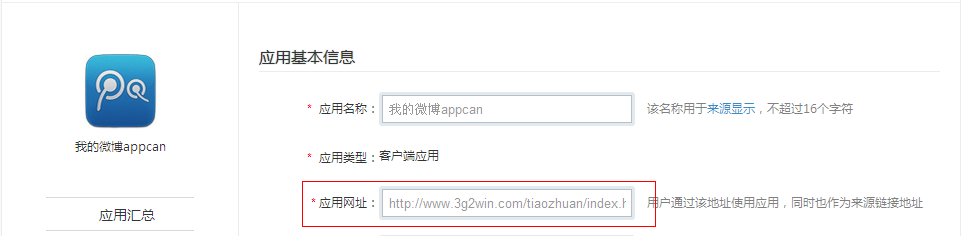 应用基本信息
* 应用名称： 我的微博appcan 该名称用于来源显示，不超过16个字符
我的微博appcan
* 应用类型： 客户端应用
* 应用网址： http://www.3g2win.com/tiaozhuan/index.h 用户通过该地址使用应用，同时也作为来源链接地址
应用汇总